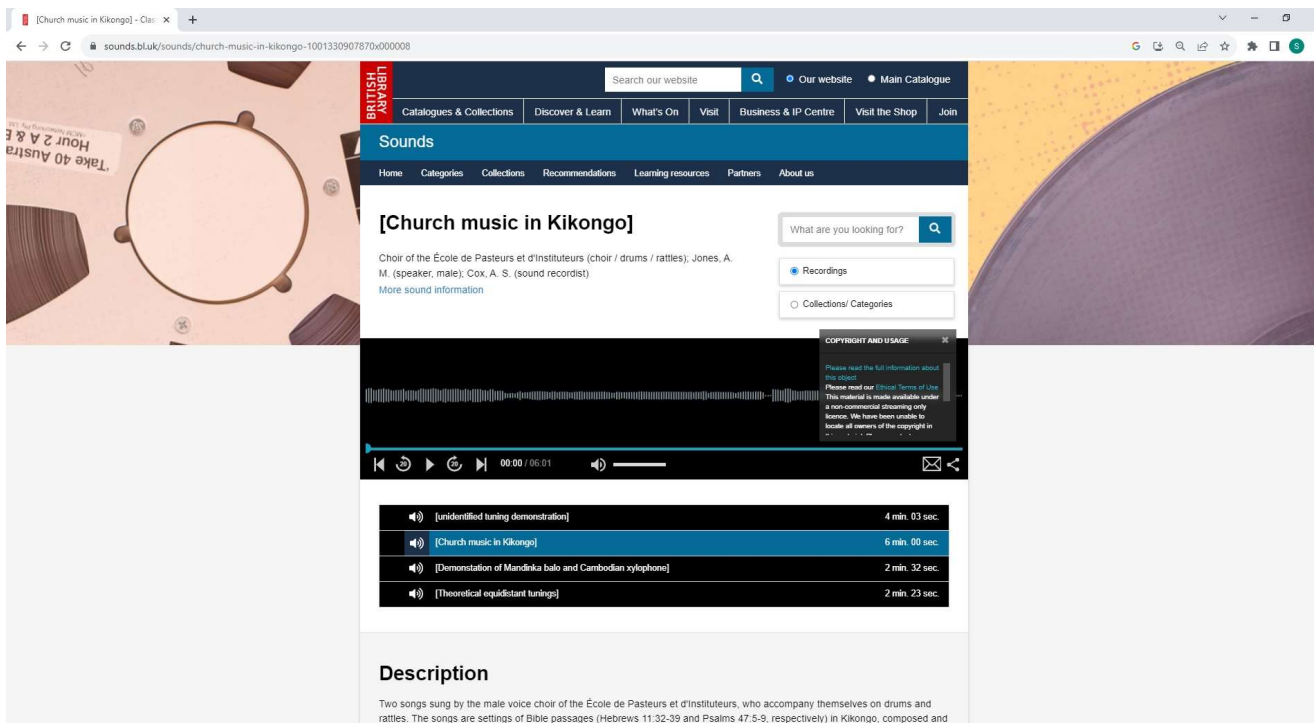 [Church music in Kikongo] - Clas
sounds.bl.uk/sounds/church-music-in-kikongo-1001330907870x000008
BRITISH LIBRARY
Search our website
Our website
Main Catalogue
Catalogues & Collections
Discover & Learn
What's On
Visit
Business & IP Centre
Visit the Shop
Join
Sounds
Home
Categories
Collections
Recommendations
Learning resources
Partners
About us
[Church music in Kikongo]
Choir of the École de Pasteurs et d'Instituteurs (choir / drums / rattles); Jones, A.
M. (speaker, male); Cox, A. S. (sound recordist)
More sound information
What are you looking for?
Recordings
Collections/ Categories
COPYRIGHT AND USAGE
Please read the full information about
this object
Please read our Ethical Terms of Use
This material is made available under
a non-commercial streaming only
licence. We have been unable to
locate all owners of the copyright in
20
20
00:00 / 06:01
[unidentified tuning demonstration] 4 min. 03 sec.
[Church music in Kikongo] 6 min. 00 sec.
[Demonstation of Mandinka balo and Cambodian xylophone] 2 min. 32 sec.
[Theoretical equidistant tunings] 2 min. 23 sec.
Description
Two songs sung by the male voice choir of the École de Pasteurs et d'Instituteurs, who accompany themselves on drums and
rattles. The songs are settings of Bible passages (Hebrews 11:32-39 and Psalms 47:5-9, respectively) in Kikongo, composed and
Take 40 Austra
Hour 2 A & B